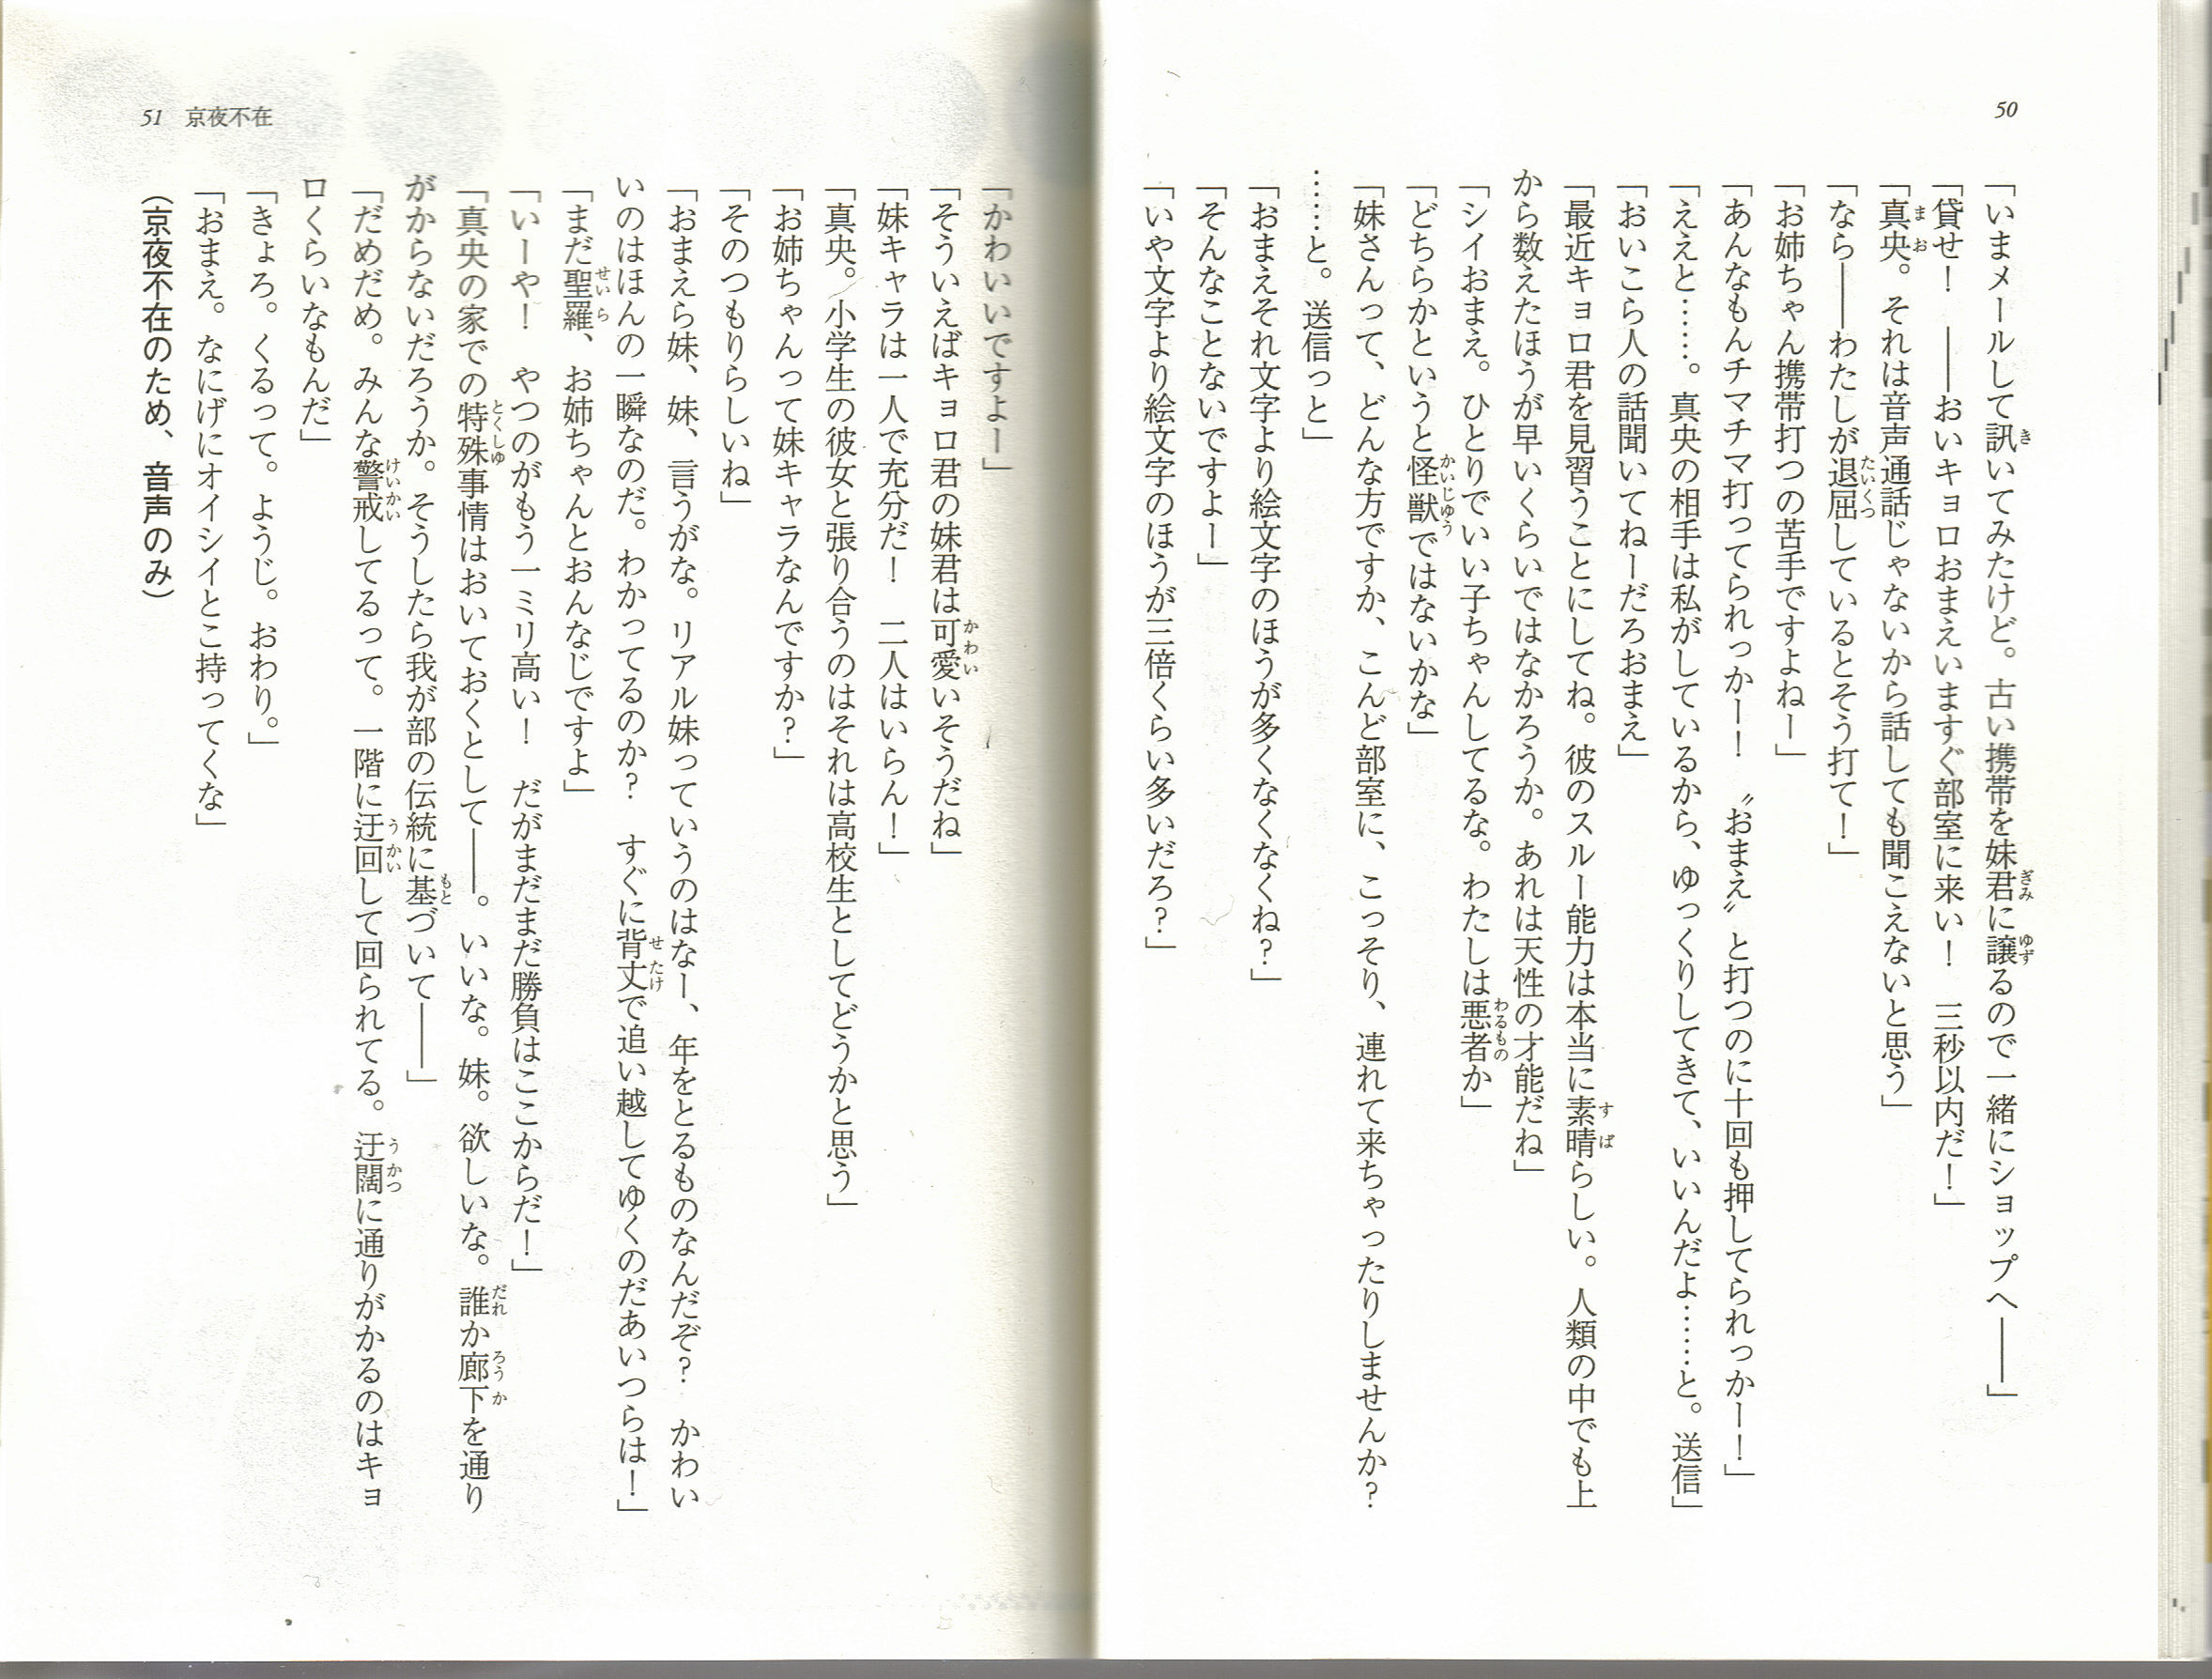 50
「いまメールして訊いてみたけど。古い携帯を妹君に譲るので一緒にショップへ――」
「貸せ！　――おいキョロおまえいますぐ部室に来い！　三秒以内だ！」
「真央。それは音声通話じゃないから話しても聞こえないと思う」
「なら――わたしが退屈しているとそう打て！」
「お姉ちゃん携帯打つの苦手ですよねー」
「あんなもんチマチマ打ってられっかー！　〝おまえ〟と打つのに十回も押してられっかー！」
「ええと……。真央の相手は私がしているから、ゆっくりしてきて、いいんだよ……と。送信」
「おいこら人の話聞いてねーだろおまえ」
「最近キョロ君を見習うことにしてね。彼のスルー能力は本当に素晴らしい。人類の中でも上
から数えたほうが早いくらいではなかろうか。あれは天性の才能だね」
「シイおまえ。ひとりでいい子ちゃんしてるな。わたしは悪者か」
「どちらかというと怪獣ではないかな」
「妹さんって、どんな方ですか、こんど部室に、こっそり、連れて来ちゃったりしませんか？
……と。送信っと」
「おまえそれ文字より絵文字のほうが多くなくなくね？」
「そんなことないですよー」
「いや文字より絵文字のほうが三倍くらい多いだろ？」
51　京夜不在
「かわいいですよー」
「そういえばキョロ君の妹君は可愛いそうだね」
「妹キャラは一人で充分だ！　二人はいらん！」
「真央。小学生の彼女と張り合うのはそれは高校生としてどうかと思う」
「お姉ちゃんって妹キャラなんですか？」
「そのつもりらしいね」
「おまえら妹、妹、言うがな。リアル妹っていうのはなー、年をとるものなんだぞ？　かわい
いのはほんの一瞬なのだ。わかってるのか？　すぐに背丈で追い越してゆくのだあいつらは！」
「まだ聖羅、お姉ちゃんとおんなじですよ」
「いーや！　やつのがもう一ミリ高い！　だがまだまだ勝負はここからだ！」
「真央の家での特殊事情はおいておくとして――。いいな。妹。欲しいな。誰か廊下を通り
がからないだろうか。そうしたら我が部の伝統に基づいて――」
「だめだめ。みんな警戒してるって。一階に迂回して回られてる。迂闊に通りがかるのはキョ
ロくらいなもんだ」
「きょろ。くるって。ようじ。おわり。」
「おまえ。なにげにオイシイとこ持ってくな」
（京夜不在のため、音声のみ）